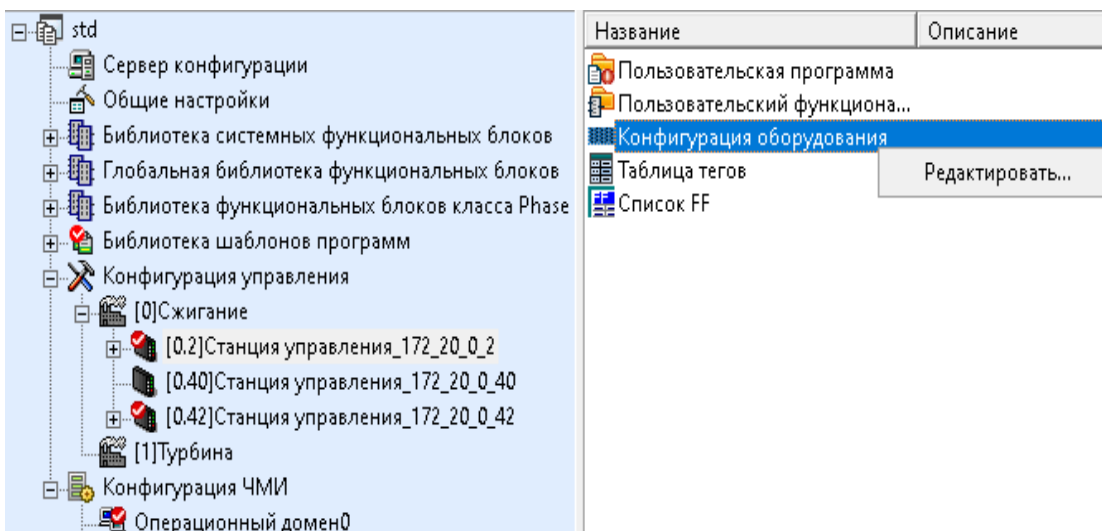 std
Сервер конфигурации
Общие настройки
Библиотека системных функциональных блоков
Глобальная библиотека функциональных блоков
Библиотека функциональных блоков класса Phase
Библиотека шаблонов программ
Конфигурация управления
[0]Сжигание
[0.2]Станция управления_172_20_0_2
[0.40]Станция управления_172_20_0_40
[0.42]Станция управления_172_20_0_42
[1]Турбина
Конфигурация ЧМИ
Операционный домен0
Название Описание
Пользовательская программа
Пользовательский функциона...
Конфигурация оборудования
Таблица тегов Редактировать...
Список FF